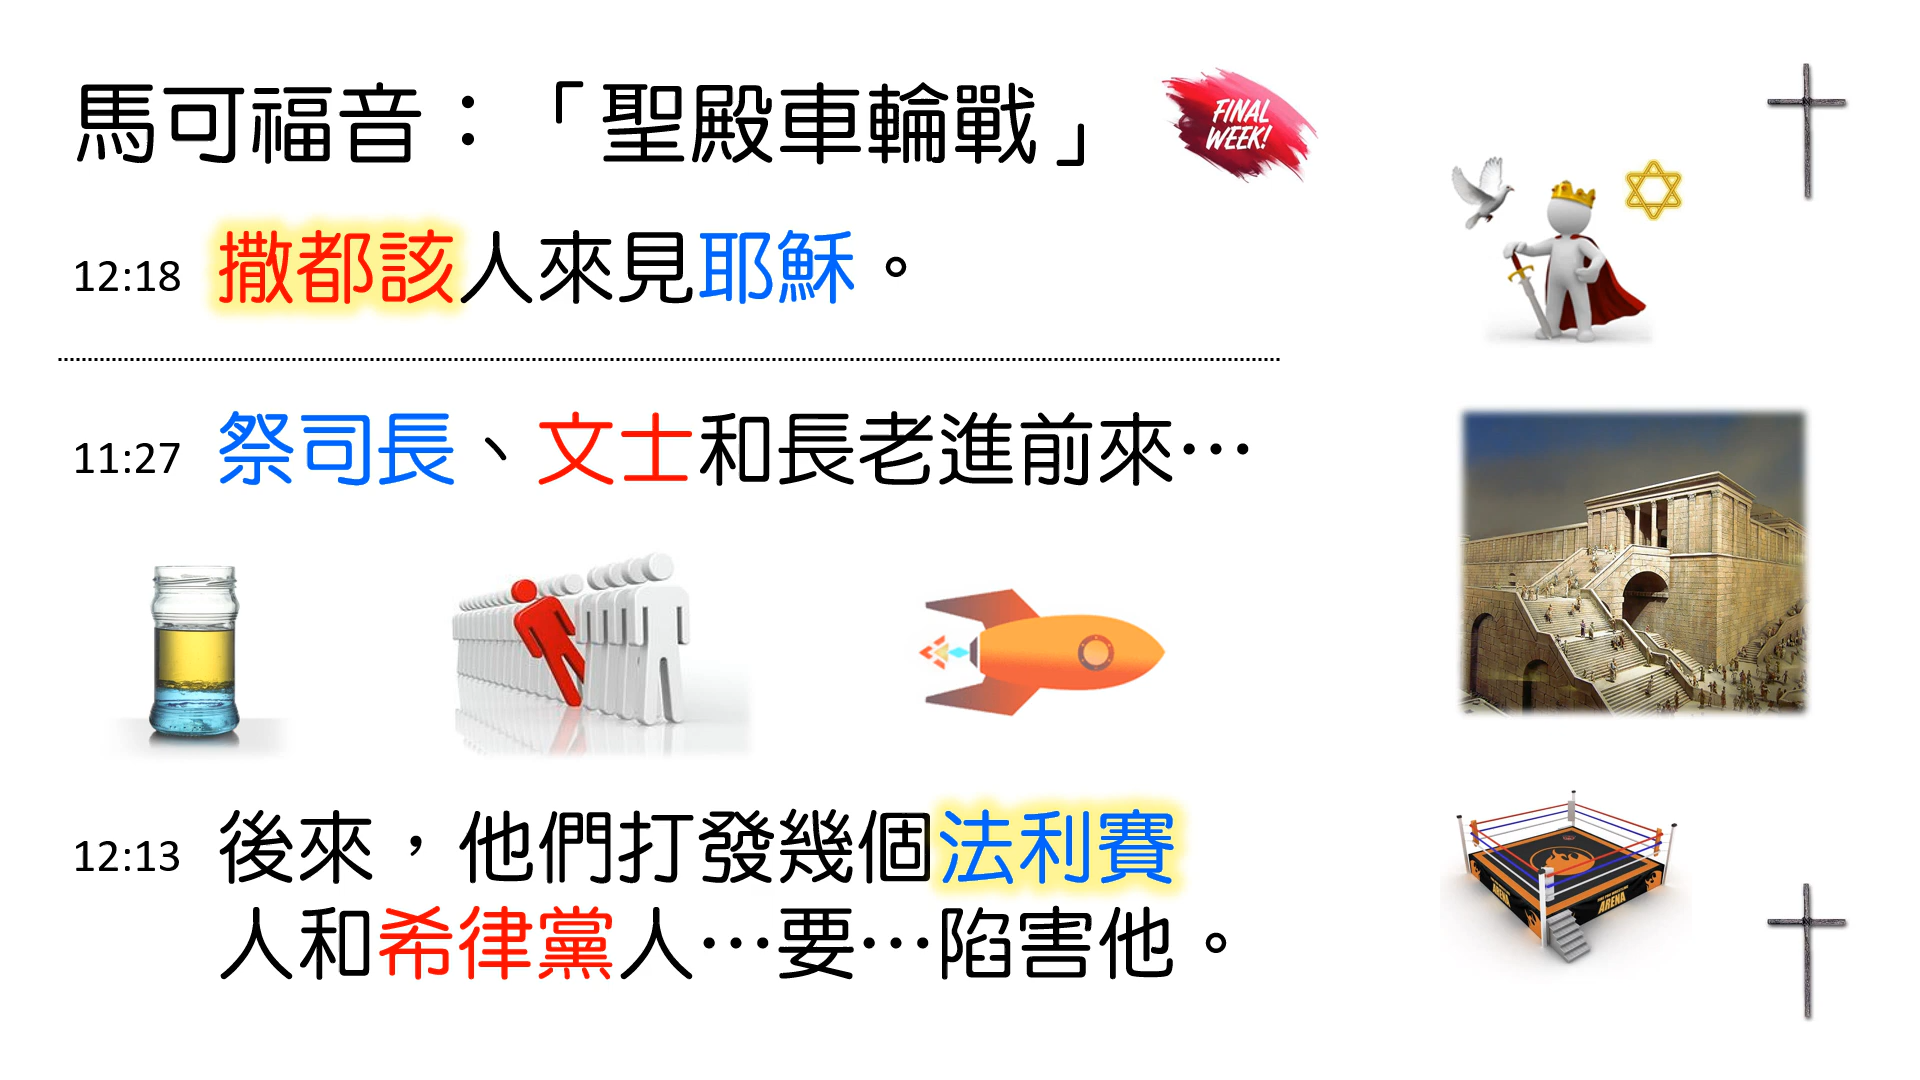 馬可福音：「聖殿車輪戰」
FINAL
WEEK!
12:18 撒都該人來見耶穌。
11:27 祭司長、文士和長老進前來…
12:13 後來，他們打發幾個法利賽
人和希律黨人…要…陷害他。
ARENA
ARENA